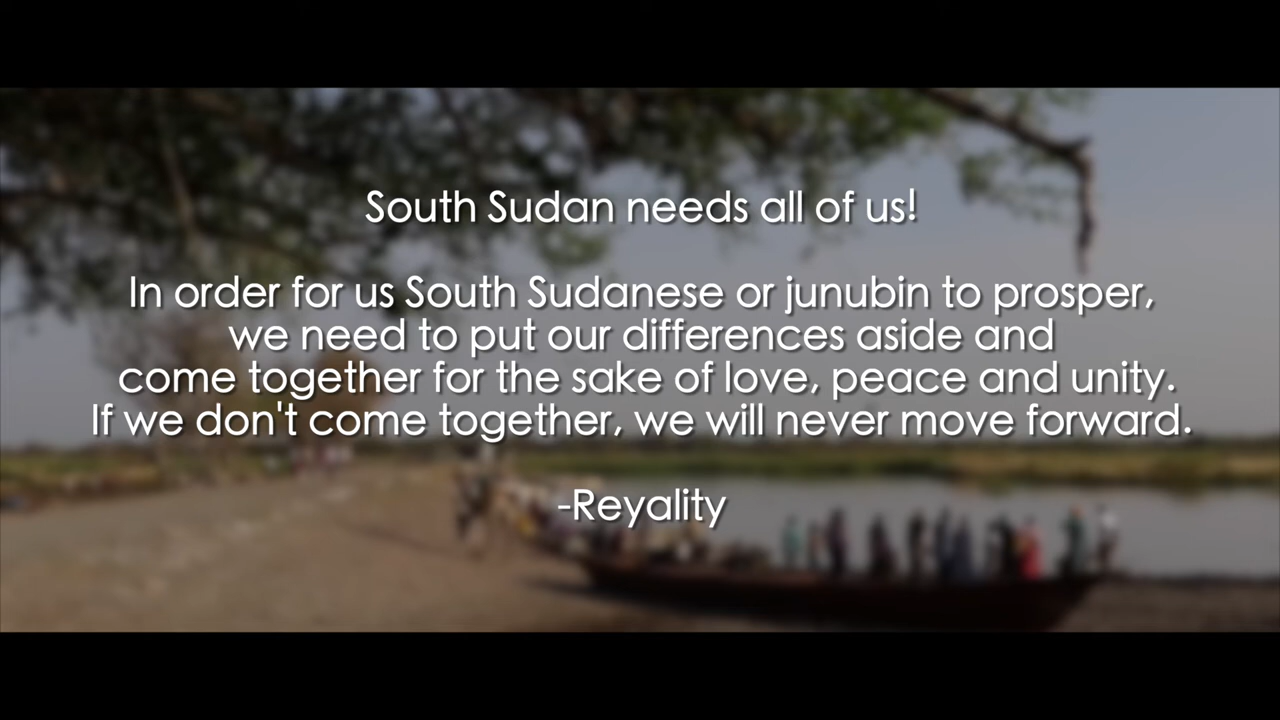 South Sudan needs all of us!
In order for us South Sudanese or junubin to prosper,
we need to put our differences aside and
come together for the sake of love, peace and unity.
If we don't come together, we will never move forward.
-Reyality